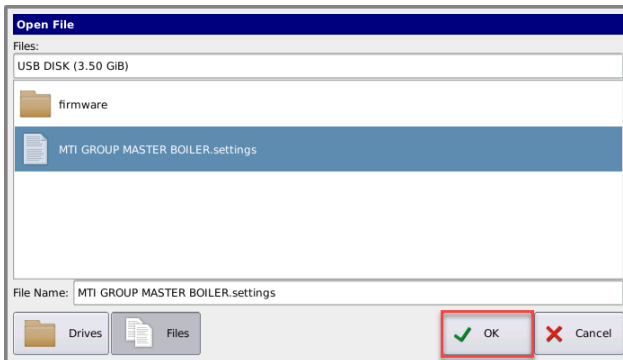 Open File
Files:
USB DISK (3.50 GiB)
firmware
MTI GROUP MASTER BOILER.settings
File Name: MTI GROUP MASTER BOILER.settings
Drives Files OK Cancel